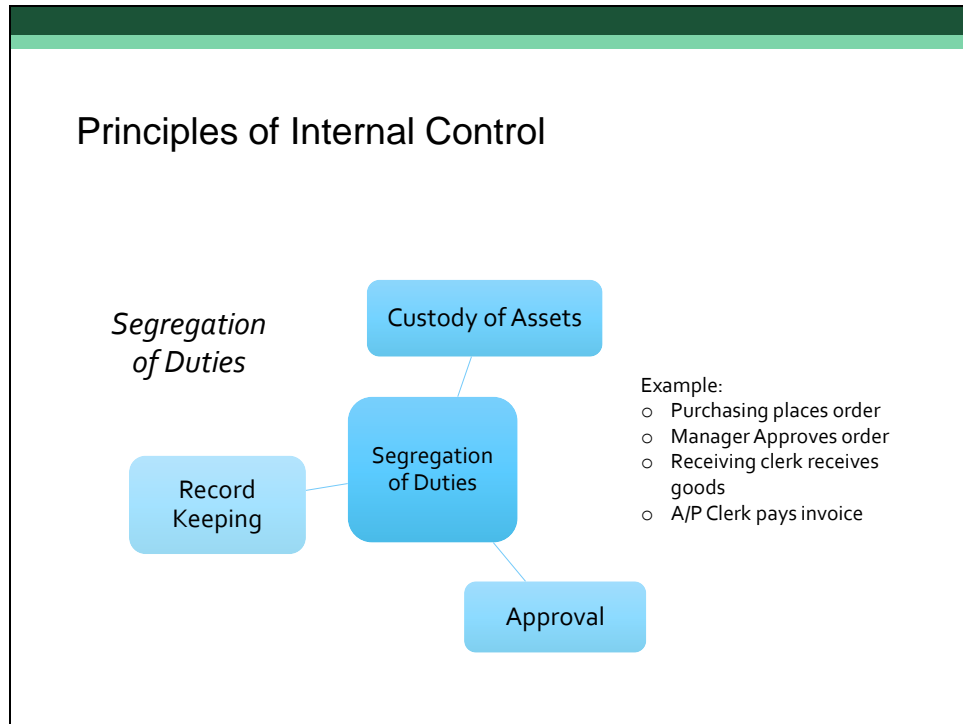 Principles of Internal Control
Segregation
of Duties
Custody of Assets
Segregation
of Duties
Record
Keeping
Approval
Example:
o Purchasing places order
o Manager Approves order
o Receiving clerk receives
goods
o A/P Clerk pays invoice